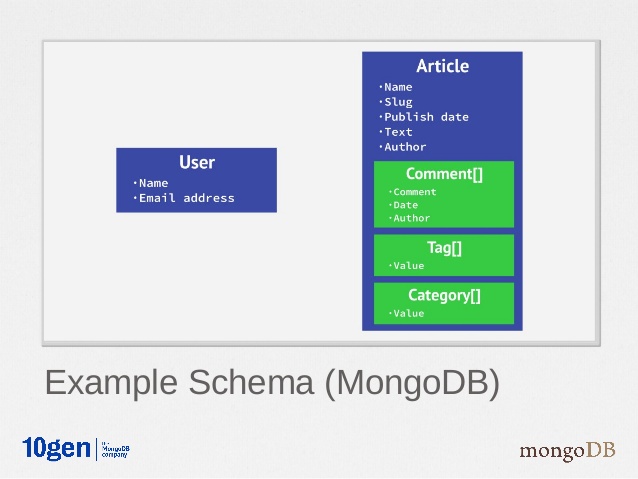 User
·Name
·Email address
Article
·Name
·Slug
·Publish date
·Text
·Author
Comment[]
·Comment
·Date
·Author
Tag[]
·Value
Category[]
·Value
Example Schema (MongoDB)
10gen
the
MongoDB
company
mongoDB